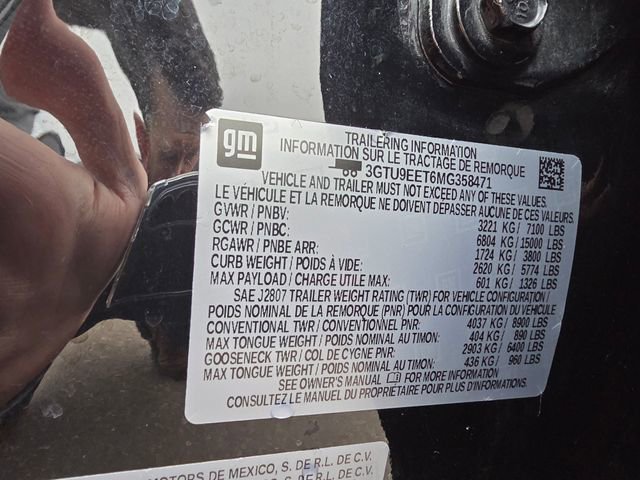 gm
TRAILERING INFORMATION
INFORMATION SUR LE TRACTAGE DE REMORQUE
3GTU9EET6MG358471
VEHICLE AND TRAILER MUST NOT EXCEED ANY OF THESE VALUES.
LE VÉHICULE ET LA REMORQUE NE DOIVENT DÉPASSER AUCUNE DE CES VALEURS.
GVWR / PNBV: 3221 KG/ 7100 LBS
GCWR / PNBC: 6804 KG/ 15000 LBS
RGAWR / PNBE ARR: 1724 KG/ 3800 LBS
CURB WEIGHT / POIDS À VIDE: 2620 KG/ 5774 LBS
MAX PAYLOAD / CHARGE UTILE MAX: 601 KG/ 1326 LBS
SAE J2807 TRAILER WEIGHT RATING (TWR) FOR VEHICLE CONFIGURATION /
POIDS NOMINAL DE LA REMORQUE (PNR) POUR LA CONFIGURATION DU VÉHICULE
CONVENTIONAL TWR / CONVENTIONNEL PNR: 4037 KG/ 8900 LBS
MAX TONGUE WEIGHT / POIDS NOMINAL AU TIMON: 404 KG/ 890 LBS
GOOSENECK TWR / COL DE CYGNE PNR: 2903 KG/ 6400 LBS
MAX TONGUE WEIGHT / POIDS NOMINAL AU TIMON: 436 KG/ 960 LBS
SEE OWNER'S MANUAL FOR MORE INFORMATION
CONSULTEZ LE MANUEL DU PROPRIÉTAIRE POUR PLUS D'INFORMATIONS.
MOTORS DE MEXICO, S. DE R.L. DE C.V.
S. DE R.L. DE C.V.